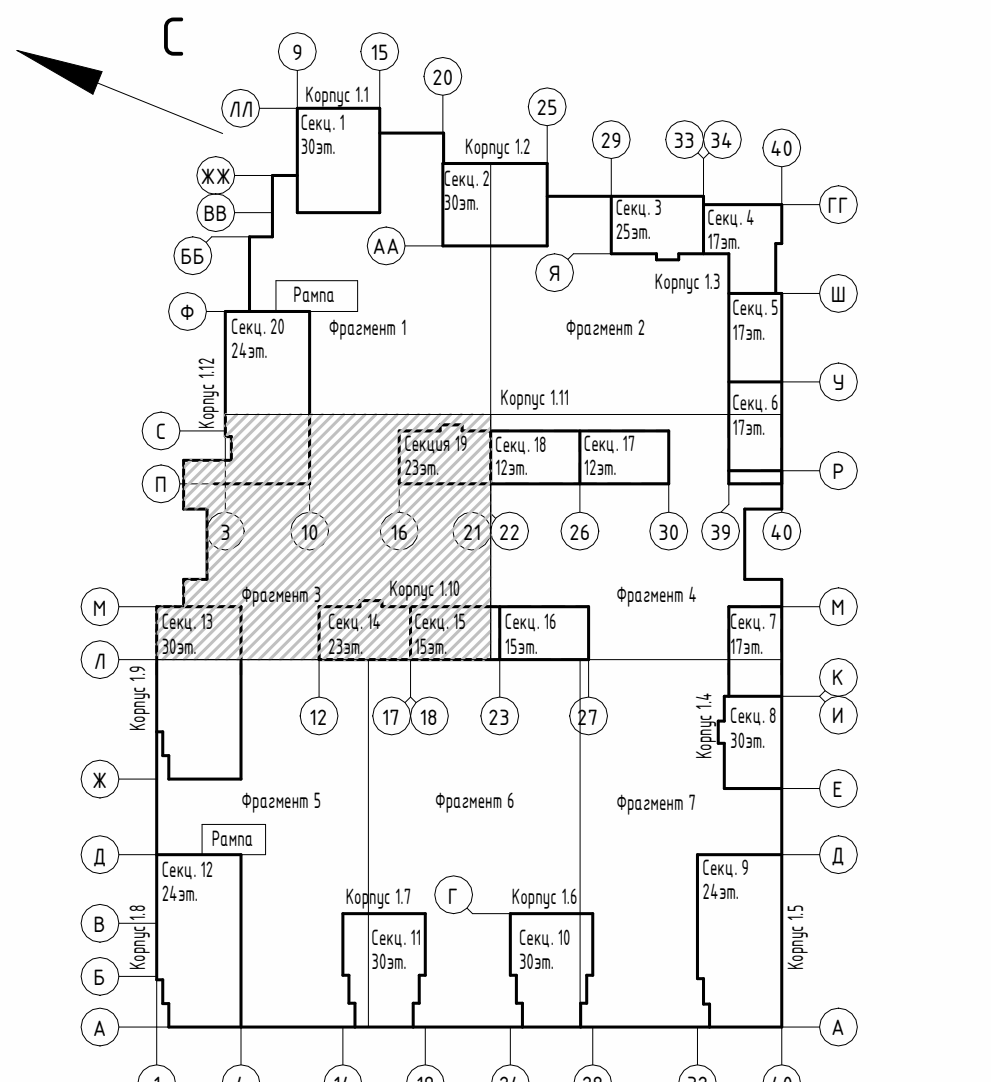 С
9
15
20
25
29
33
34
40
ЛЛ
Корпус 1.1
Секц. 1
30эт.
Корпус 1.2
Секц. 2
30эт.
ЖЖ
ВВ
ББ
АА
Секц. 3
25эт.
Секц. 4
17эт.
ГГ
Я
Корпус 1.3
Ш
Ф
Рампа
Секц. 20
24эт.
Фрагмент 1
Фрагмент 2
Секц. 5
17эт.
Корпус 1.12
Корпус 1.11
У
Секц. 6
17эт.
С
Секция 19
23эт.
Секц. 18
12эт.
Секц. 17
12эт.
П
Р
3
10
16
21
22
26
30
39
40
Фрагмент 3
Корпус 1.10
Фрагмент 4
М
Секц. 13
30эт.
Секц. 14
23эт.
Секц. 15
15эт.
Секц. 16
15эт.
Секц. 7
17эт.
М
Л
Корпус 1.9
К
И
12
17
18
23
27
Корпус 1.4
Секц. 8
30эт.
Ж
Е
Фрагмент 5
Фрагмент 6
Фрагмент 7
Рампа
Д
Секц. 12
24эт.
Секц. 9
24эт.
Д
Корпус 1.7
Г
Корпус 1.6
В
Корпус 1.8
Секц. 11
30эт.
Секц. 10
30эт.
Корпус 1.5
Б
А
А